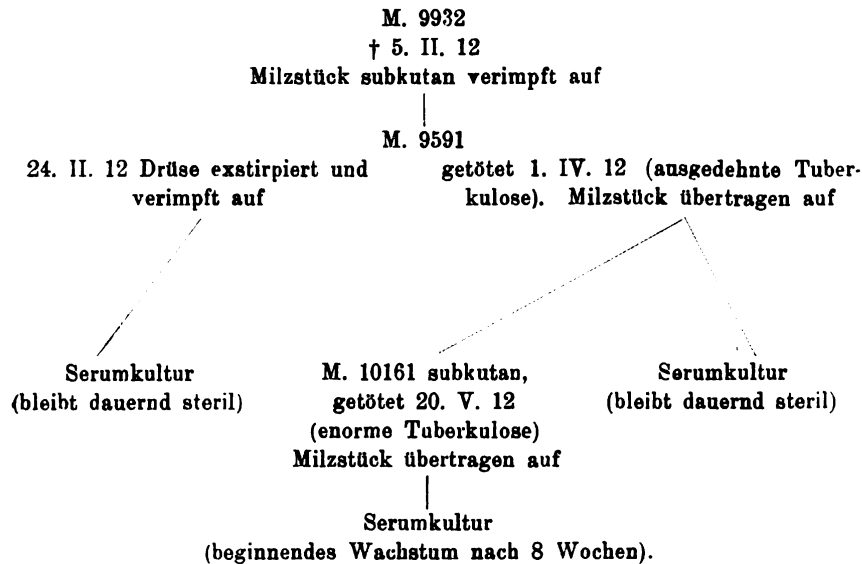 M. 9932
† 5. II. 12
Milzstück subkutan verimpft auf
M. 9591
24. II. 12 Drüse exstirpiert und
verimpft auf
getötet 1. IV. 12 (ausgedehnte Tuber-
kulose). Milzstück übertragen auf
Serumkultur
(bleibt dauernd steril)
M. 10161 subkutan,
getötet 20. V. 12
(enorme Tuberkulose)
Milzstück übertragen auf
Serumkultur
(bleibt dauernd steril)
Serumkultur
(beginnendes Wachstum nach 8 Wochen).